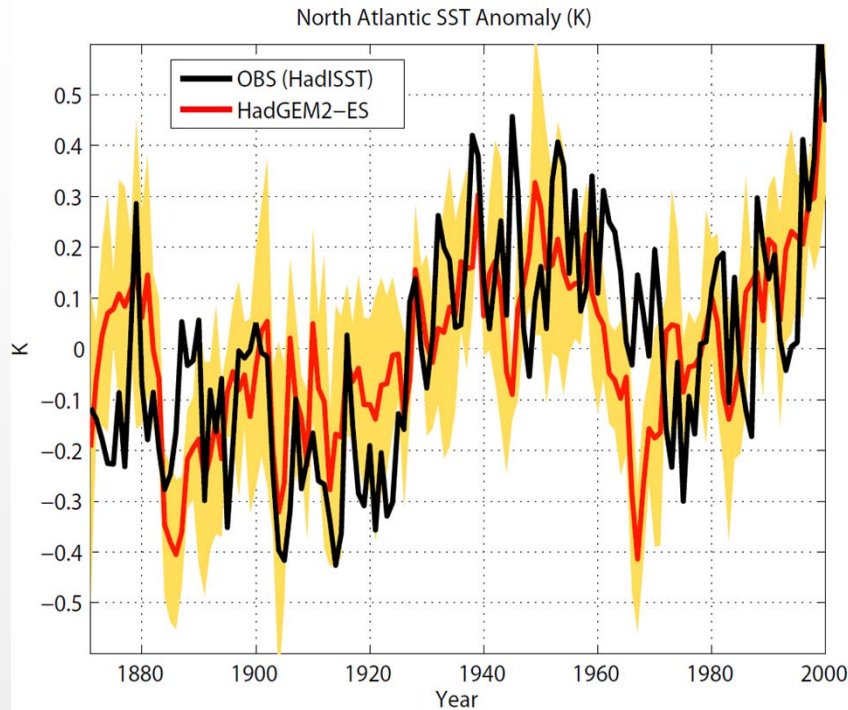 North Atlantic SST Anomaly (K)
OBS (HadISST)
HadGEM2−ES
0.5
0.4
0.3
0.2
0.1
0
−0.1
−0.2
−0.3
−0.4
−0.5
K
1880 1900 1920 1940 1960 1980 2000
Year